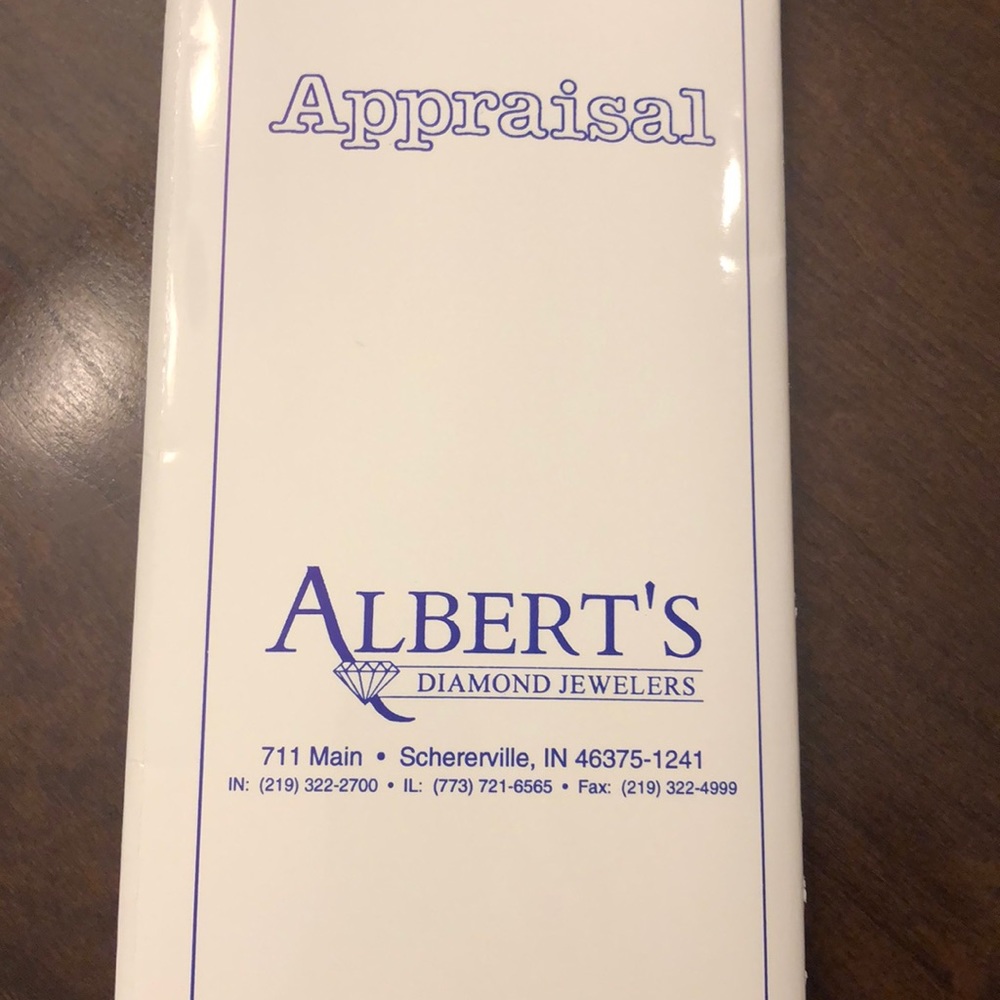 Appraisal
ALBERT'S
DIAMOND JEWELERS
711 Main • Schererville, IN 46375-1241
IN: (219) 322-2700 • IL: (773) 721-6565 • Fax: (219) 322-4999